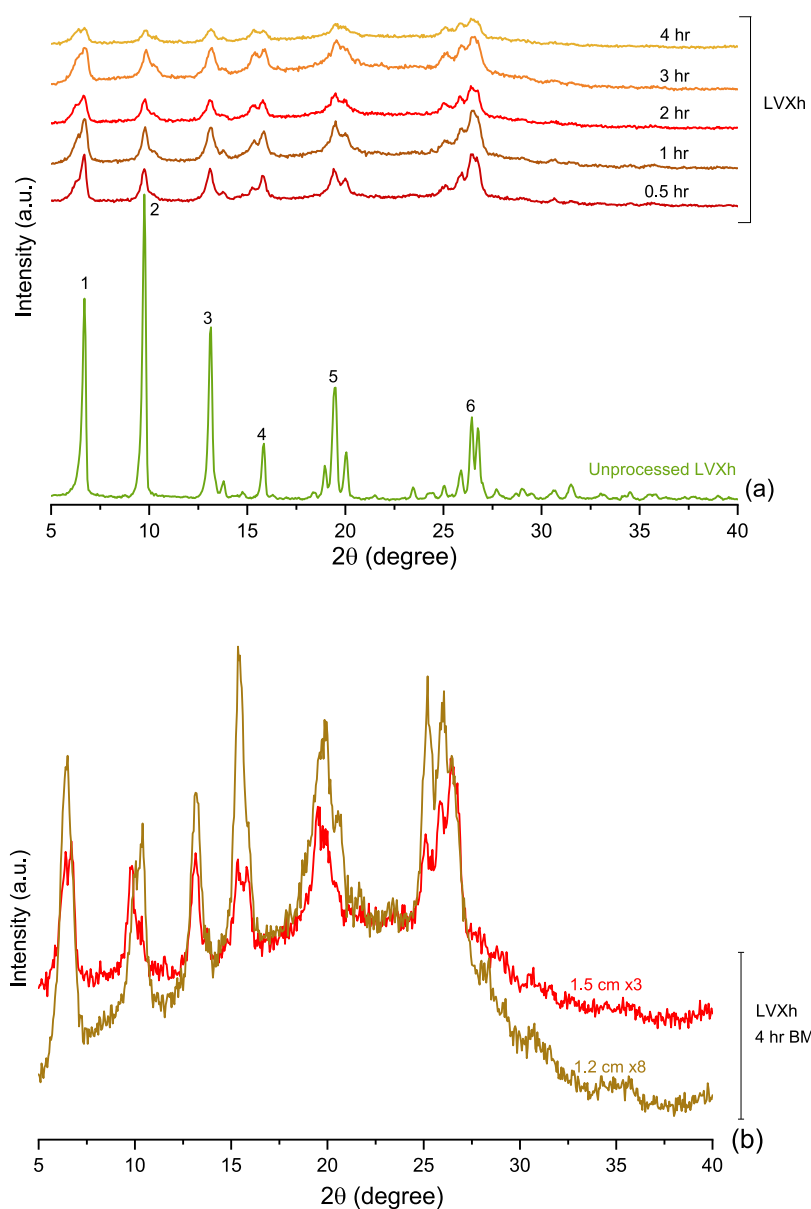 4 hr
3 hr
LVXh
2 hr
1 hr
0.5 hr
Intensity (a.u.)
2
1
3
4
5
6
Unprocessed LVXh
(a)
5 10 15 20 25 30 35 40
2θ (degree)
Intensity (a.u.)
1.5 cm x3
LVXh
4 hr BM
1.2 cm x8
(b)
5 10 15 20 25 30 35 40
2θ (degree)